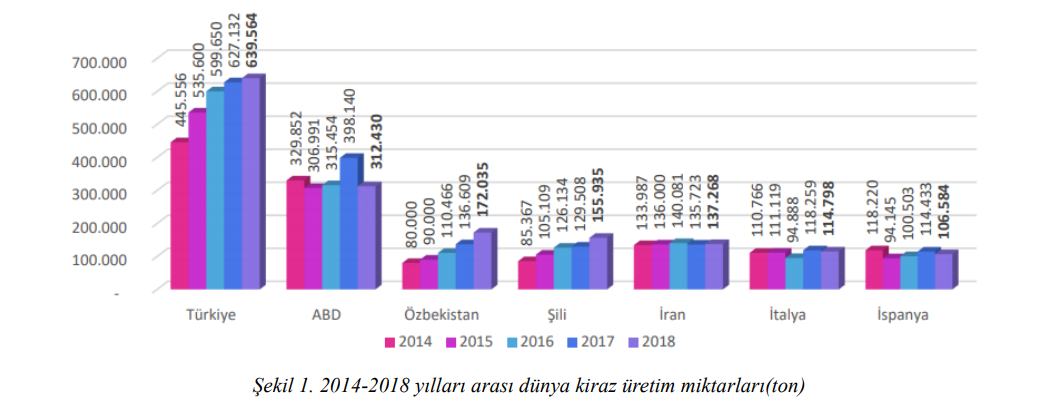 445.556 535.600 599.650 627.132 639.564
329.852 306.991 315.454 398.140 312.430
80.000 90.000 110.466 136.609 172.035
85.367 105.109 126.134 129.508 155.935
133.987 136.000 140.081 135.723 137.268
110.766 111.119 94.888 118.259 114.798
118.220 94.145 100.503 114.433 106.584
700.000
600.000
500.000
400.000
300.000
200.000
100.000
-
Türkiye ABD Özbekistan Şili İran İtalya İspanya
2014 2015 2016 2017 2018
Şekil 1. 2014-2018 yılları arası dünya kiraz üretim miktarları(ton)